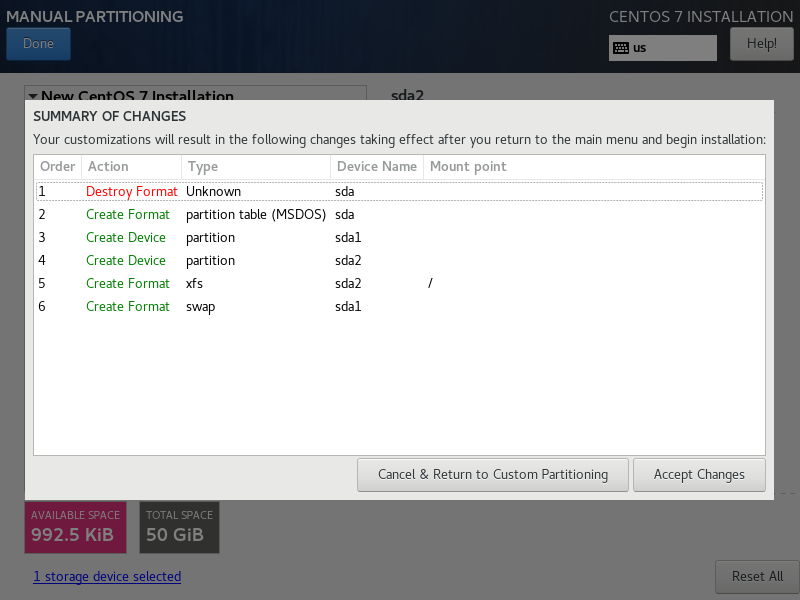 MANUAL PARTITIONING
CENTOS 7 INSTALLATION
Done
us
Help!
New CentOS 7 Installation
sda2
SUMMARY OF CHANGES
Your customizations will result in the following changes taking effect after you return to the main menu and begin installation:
Order Action Type Device Name Mount point
1 Destroy Format Unknown sda
2 Create Format partition table (MSDOS) sda
3 Create Device partition sda1
4 Create Device partition sda2
5 Create Format xfs sda2 /
6 Create Format swap sda1
Cancel & Return to Custom Partitioning
Accept Changes
AVAILABLE SPACE
992.5 KiB
TOTAL SPACE
50 GiB
1 storage device selected
Reset All